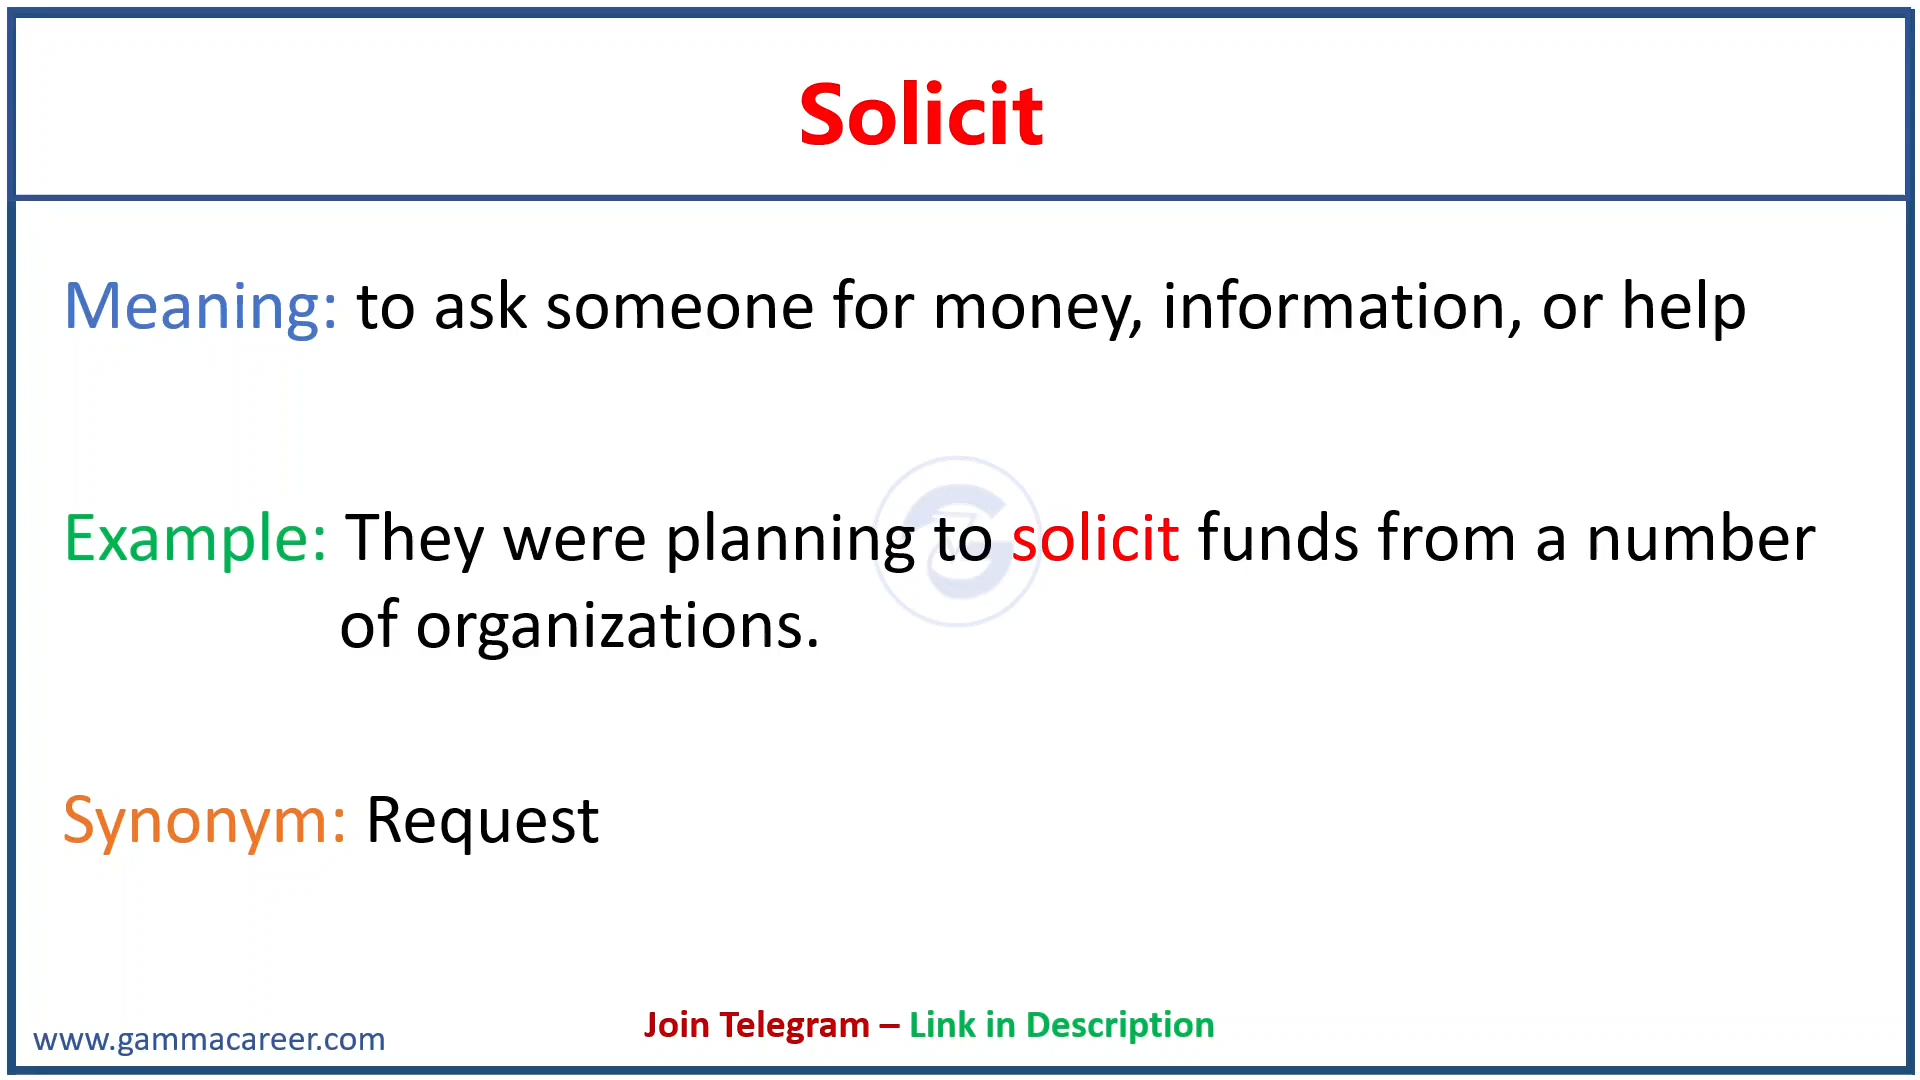 Solicit
Meaning: to ask someone for money, information, or help
Example: They were planning to solicit funds from a number
of organizations.
Synonym: Request
Join Telegram – Link in Description
www.gammacareer.com